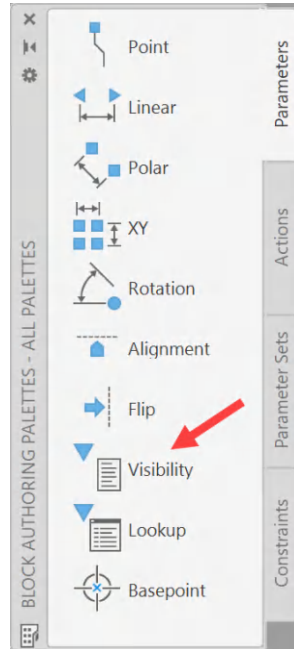 Point
Linear
Polar
XY
Rotation
Alignment
Flip
Visibility
Lookup
Basepoint
Parameters
Actions
Parameter Sets
Constraints
BLOCK AUTHORING PALETTES - ALL PALETTES